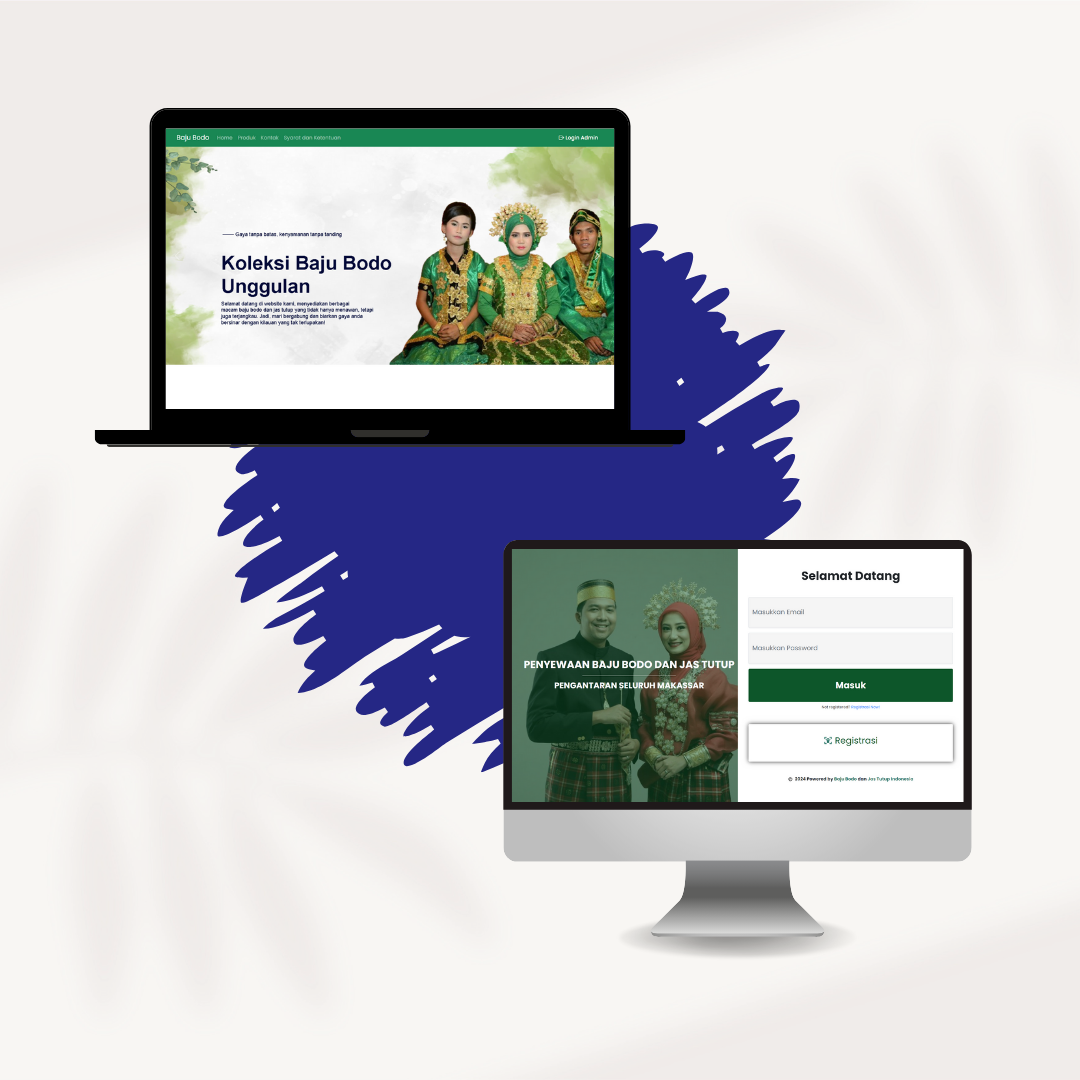 Baju Bodo Home Produk Kontak Syarat dan Ketentuan Login Admin
Gaya tanpa batas, kenyamanan tanpa tanding
Koleksi Baju Bodo
Unggulan
Selamat datang di website kami, menyediakan berbagai
macam baju bodo dan jas tutup yang tidak hanya menawan, tetapi
juga terjangkau. Jadi, mari bergabung dan biarkan gaya anda
bersinar dengan kilauan yang tak terlupakan!
PENYEWAAN BAJU BODO DAN JAS TUTUP
PENGANTARAN SELURUH MAKASSAR
Selamat Datang
Masukkan Email
Masukkan Password
Masuk
Not registered? Registrasi Now!
Registrasi
© 2024 Powered by Baju Bodo dan Jas Tutup Indonesia